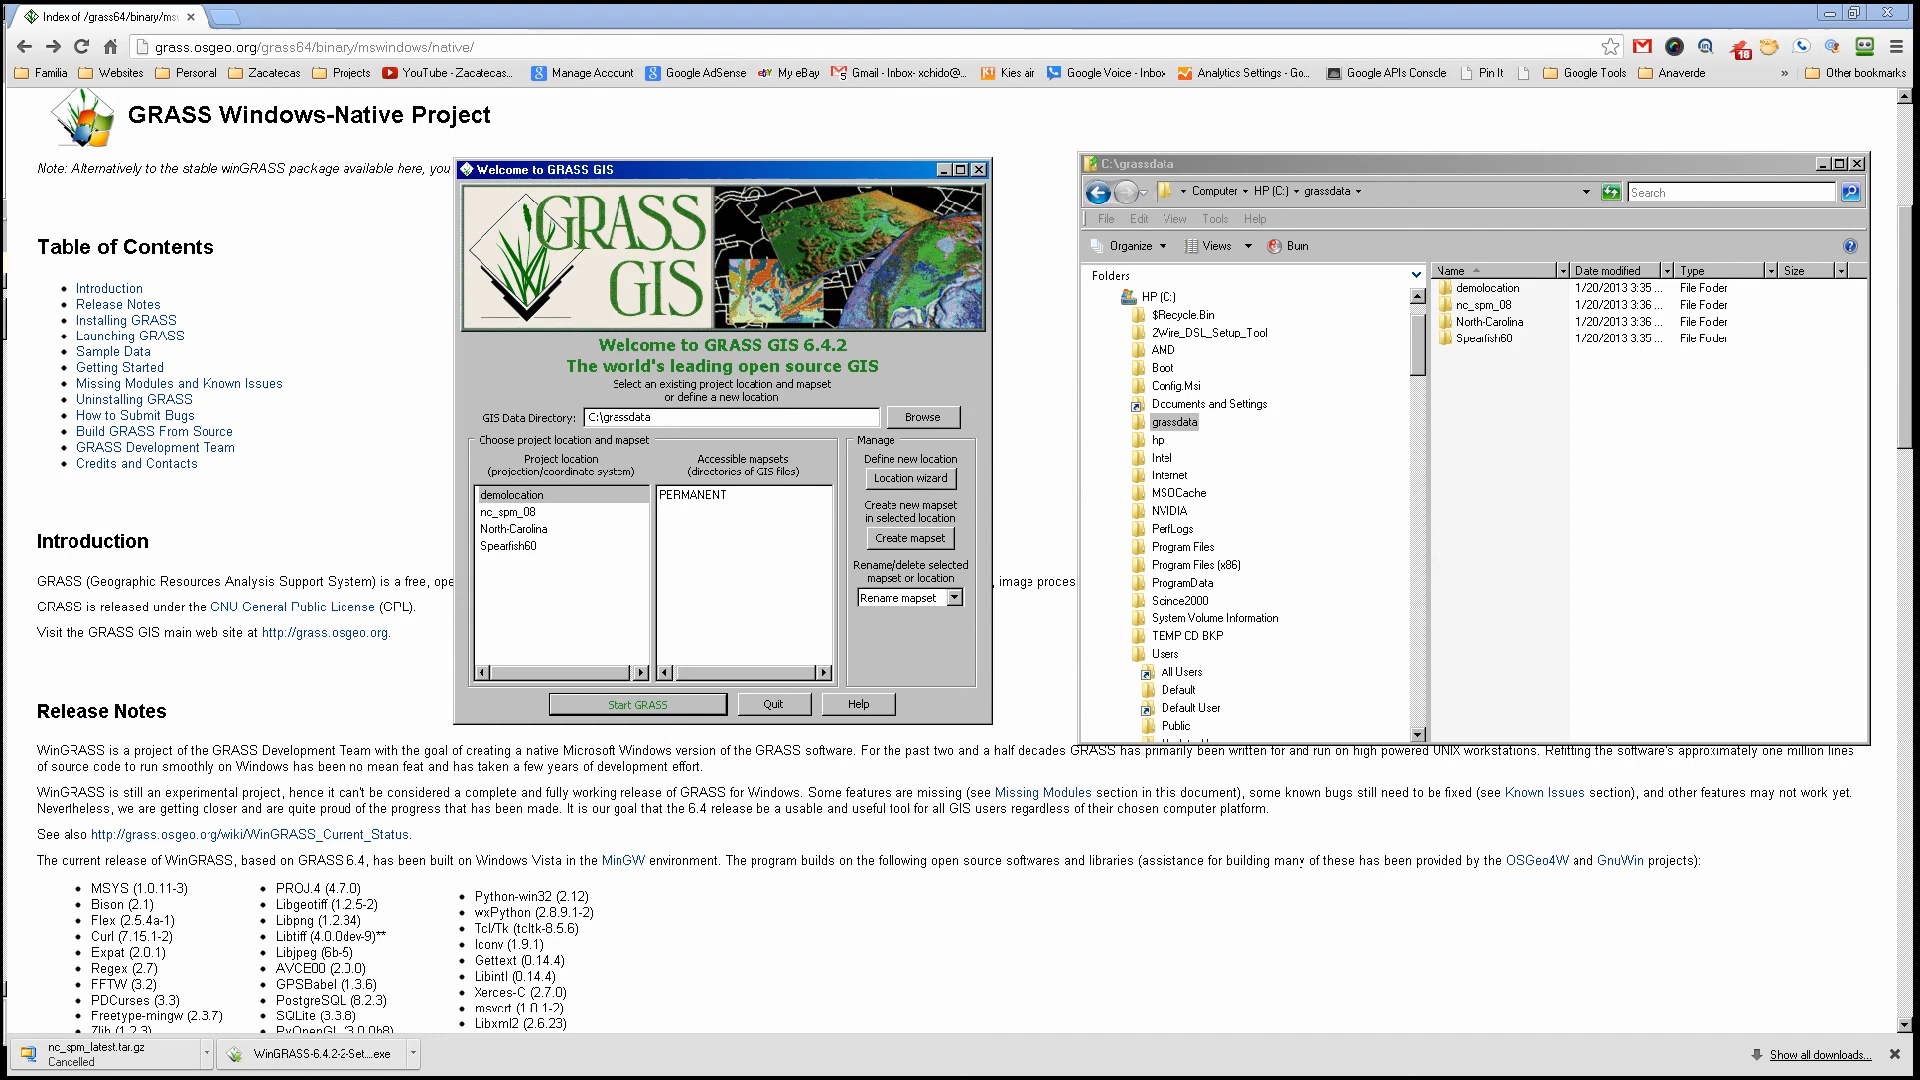 Index of /grass64/binary/ms
grass.osgeo.org/grass64/binary/mswindows/native/
18
Familia
Websites
Personal
Zacatecas
Projects
YouTube - Zacatecas...
Manage Account
Google AdSense
My eBay
Gmail - Inbox- xchido@...
Kies air
Google Voice - Inbox
Analytics Settings - Go...
Google APIs Console
Pin It
Google Tools
Anaverde
»
Other bookmarks
GRASS Windows-Native Project
Note: Alternatively to the stable winGRASS package available here, you
Table of Contents
• Introduction
• Release Notes
• Installing GRASS
• Launching GRASS
• Sample Data
• Getting Started
• Missing Modules and Known Issues
• Uninstalling GRASS
• How to Submit Bugs
• Build GRASS From Source
• GRASS Development Team
• Credits and Contacts
Introduction
GRASS (Geographic Resources Analysis Support System) is a free, ope
, image proces
GRASS is released under the GNU General Public License (GPL).
Visit the GRASS GIS main web site at http://grass.osgeo.org.
Welcome to GRASS GIS
GRASS
GIS
Welcome to GRASS GIS 6.4.2
The world's leading open source GIS
Select an existing project location and mapset
or define a new location
GIS Data Directory:
C:\grassdata
Browse
Choose project location and mapset
Project location
(projection/coordinate system)
demolocation
nc_spm_08
North-Carolina
Spearfish60
Accessible mapsets
(directories of GIS files)
PERMANENT
Manage
Define new location
Location wizard
Create new mapset
in selected location
Create mapset
Rename/delete selected
mapset or location
Rename mapset
Start GRASS
Quit
Help
C:\grassdata
Computer
HP (C:)
grassdata
Search
File
Edit
View
Tools
Help
Organize
Views
Burn
Folders
HP (C:)
$Recycle.Bin
2Wire_DSL_Setup_Tool
AMD
Boot
Config.Msi
Documents and Settings
grassdata
hp
Intel
Internet
MSOCache
NVIDIA
PerfLogs
Program Files
Program Files (x86)
ProgramData
Scince2000
System Volume Information
TEMP CD BKP
Users
All Users
Default
Default User
Public
Name
Date modified
Type
Size
demolocation 1/20/2013 3:35 ... File Folder
nc_spm_08 1/20/2013 3:36 ... File Folder
North-Carolina 1/20/2013 3:36 ... File Folder
Spearfish60 1/20/2013 3:35 ... File Folder
Release Notes
WinGRASS is a project of the GRASS Development Team with the goal of creating a native Microsoft Windows version of the GRASS software. For the past two and a half decades GRASS has primarily been written for and run on high powered UNIX workstations. Refitting the software's approximately one million lines
of source code to run smoothly on Windows has been no mean feat and has taken a few years of development effort.
WinGRASS is still an experimental project, hence it can't be considered a complete and fully working release of GRASS for Windows. Some features are missing (see Missing Modules section in this document), some known bugs still need to be fixed (see Known Issues section), and other features may not work yet.
Nevertheless, we are getting closer and are quite proud of the progress that has been made. It is our goal that the 6.4 release be a usable and useful tool for all GIS users regardless of their chosen computer platform.
See also http://grass.osgeo.org/wiki/WinGRASS_Current_Status.
The current release of WinGRASS, based on GRASS 6.4, has been built on Windows Vista in the MinGW environment. The program builds on the following open source softwares and libraries (assistance for building many of these has been provided by the OSGeo4W and GnuWin projects):
• MSYS (1.0.11-3)
• Bison (2.1)
• Flex (2.5.4a-1)
• Curl (7.15.1-2)
• Expat (2.0.1)
• Regex (2.7)
• FFTW (3.2)
• PDCurses (3.3)
• Freetype-mingw (2.3.7)
• Zlib (1.2.3)
• PROJ.4 (4.7.0)
• Libgeotiff (1.2.5-2)
• Libpng (1.2.34)
• Libtiff (4.0.0dev-9)**
• Libjpeg (6b-5)
• AVCE00 (2.0.0)
• GPSBabel (1.3.6)
• PostgreSQL (8.2.3)
• SQLite (3.3.8)
• PyOpenGL (3.0.0b8)
• Python-win32 (2.12)
• wxPython (2.8.9.1-2)
• Tcl/Tk (tcltk-8.5.6)
• Iconv (1.9.1)
• Gettext (0.14.4)
• Libintl (0.14.4)
• Xerces-C (2.7.0)
• msvcrt (1.0.1-2)
• Libxml2 (2.6.23)
nc_spm_latest.tar.gz
Cancelled
WinGRASS-6.4.2-2-Set....exe
Show all downloads...